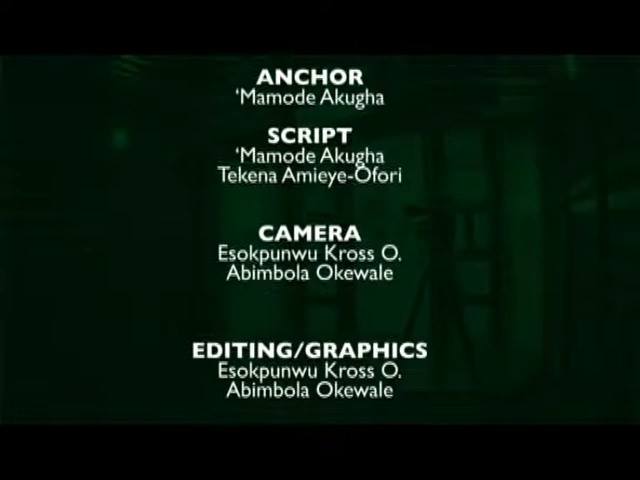 ANCHOR
‘Mamode Akugha
SCRIPT
‘Mamode Akugha
Tekena Amieye-Ofori
CAMERA
Esokpunwu Kross O.
Abimbola Okewale
EDITING/GRAPHICS
Esokpunwu Kross O.
Abimbola Okewale